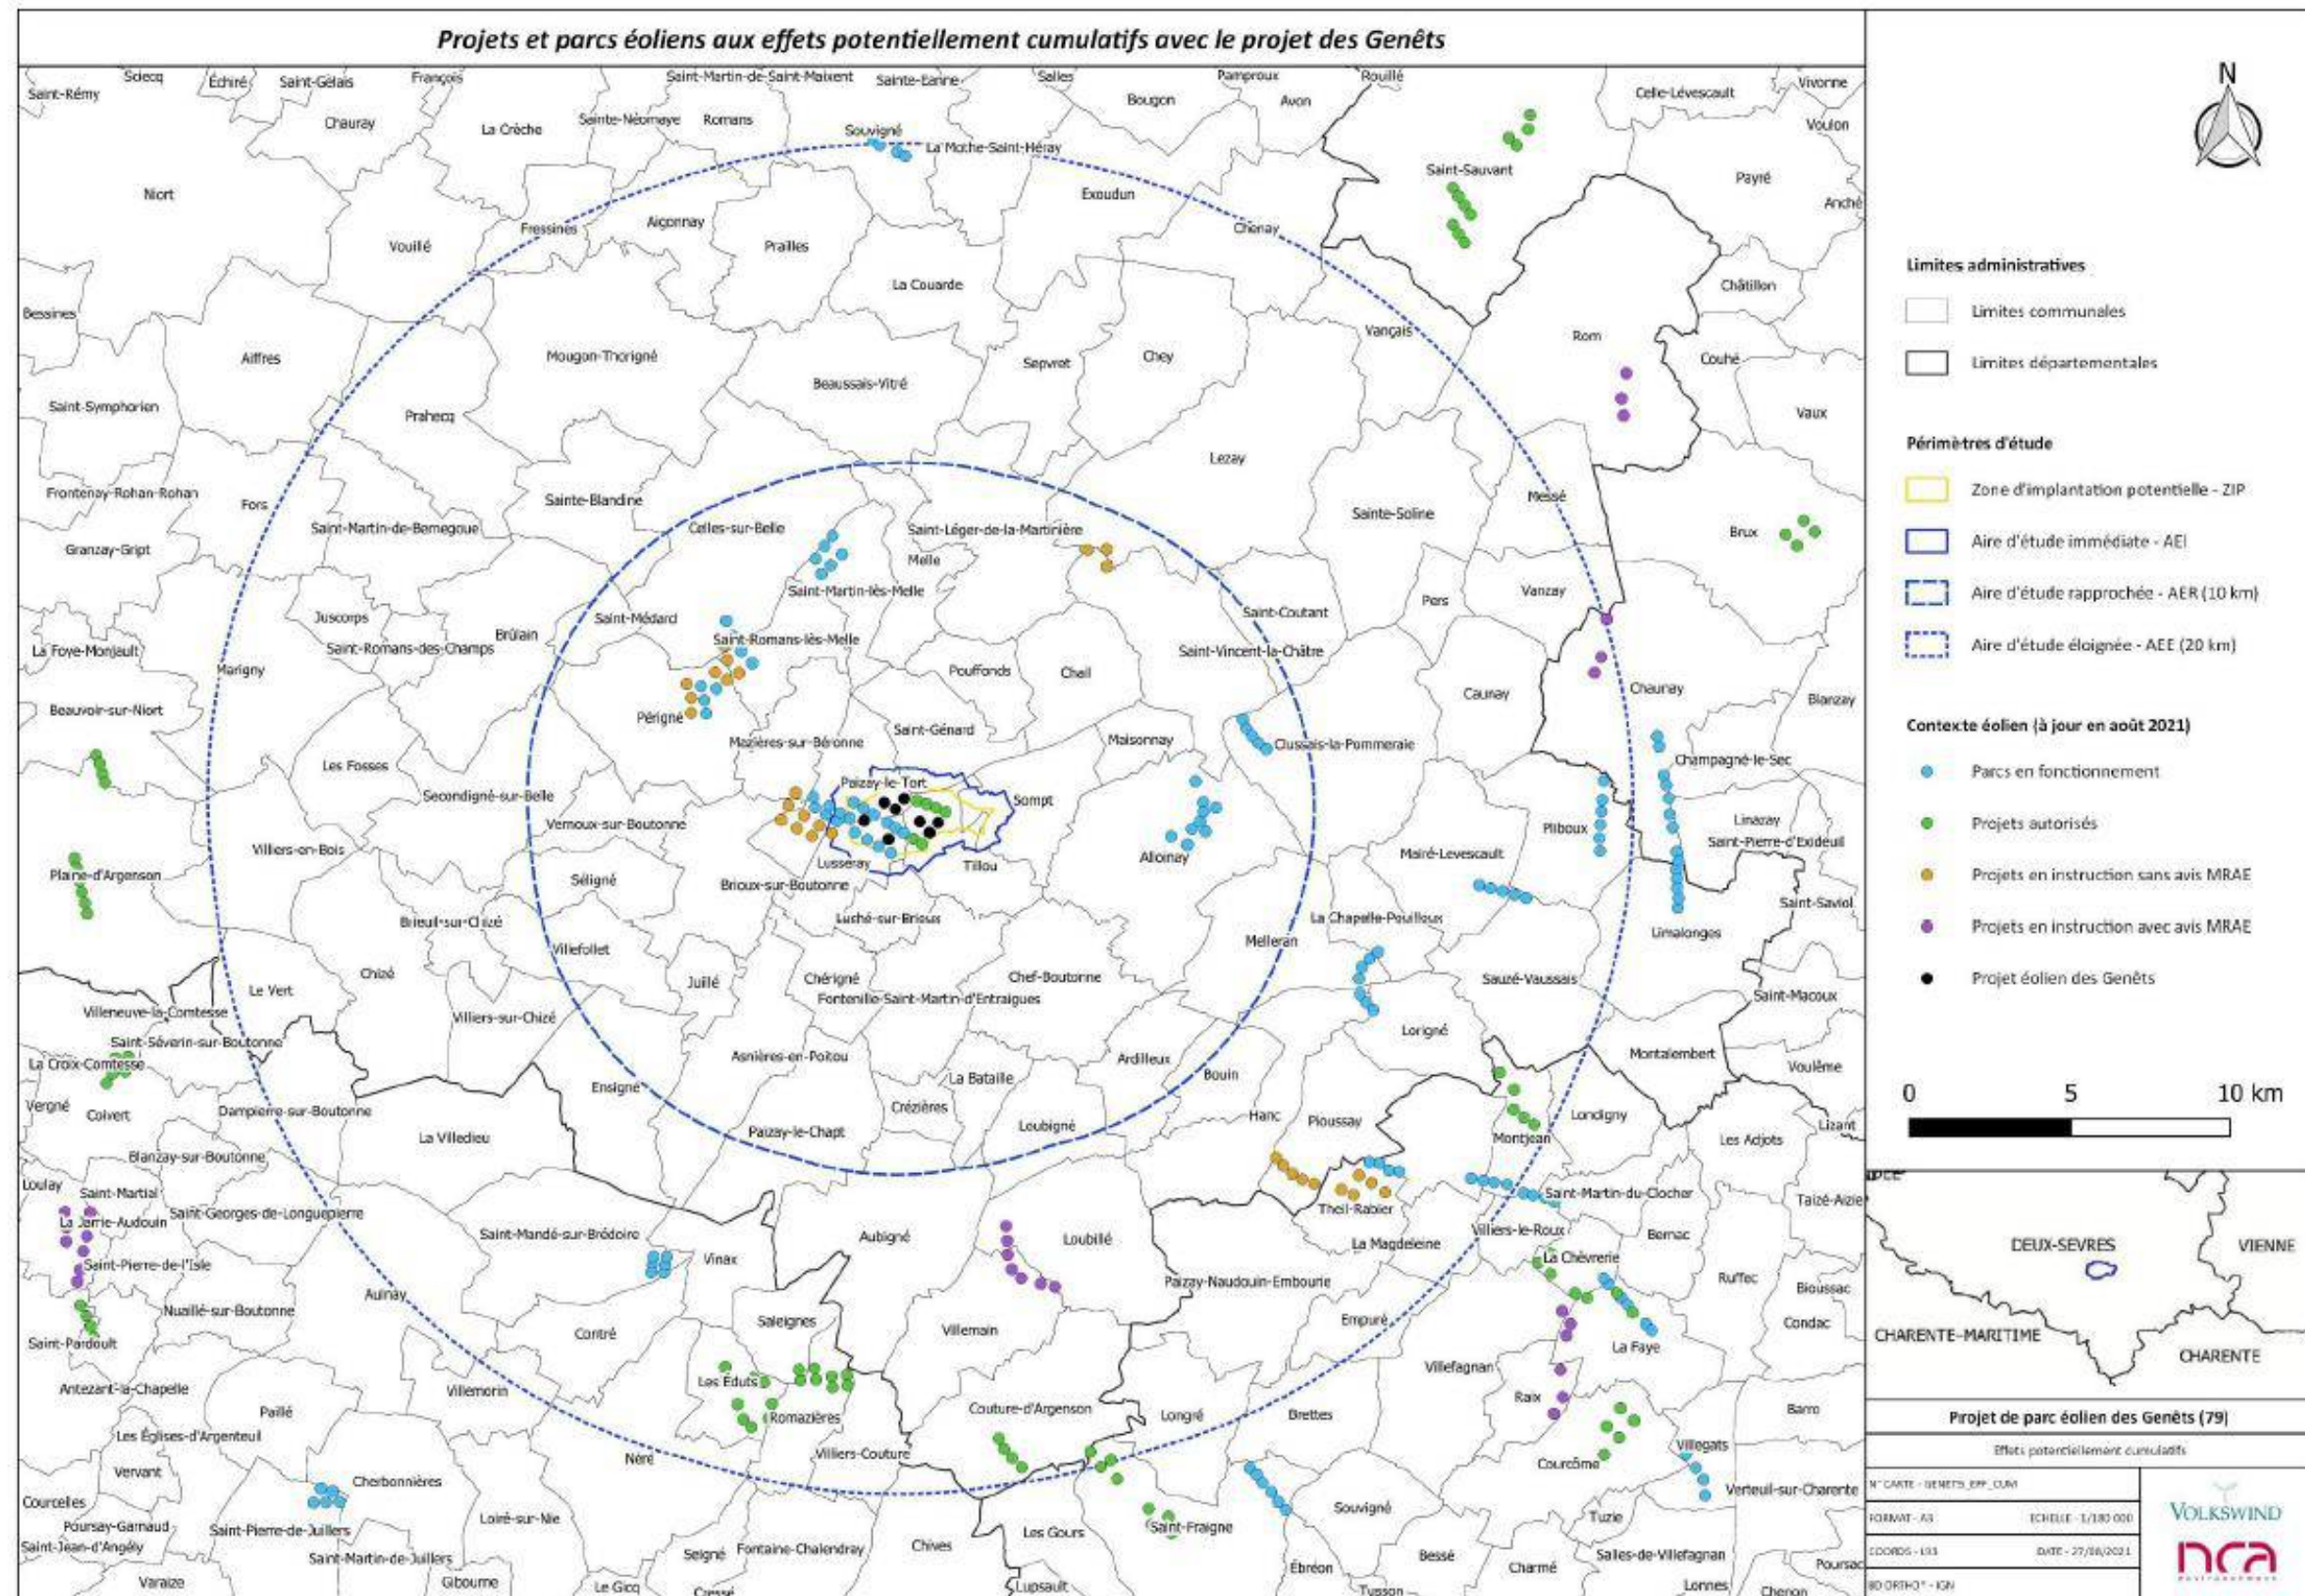 Projets et parcs éoliens aux effets potentiellement cumulatifs avec le projet des Genêts
Sciecq
Échiré
Saint-Gelais
François
Saint-Martin-de-Saint-Maixent
Sainte-Eanne
Salles
Pamproux
Rouillé
Vivonne
Saint-Rémy
Chauray
La Crèche
Sainte-Néomaye
Romans
Souvigné
Bougon
Avon
Celle-Lévescault
Voulon
La Mothe-Saint-Héray
Saint-Sauvant
Payré
Niort
Vouillé
Fressines
Aigonnay
Prailles
Exoudun
Chenay
Anché
La Couarde
Châtillon
Bessines
Aiffres
Mougon-Thorigné
Beaussais-Vitré
Sepvret
Chey
Vançais
Rom
Couhé
Saint-Symphorien
Prahecq
Vaux
Lezay
Frontenay-Rohan-Rohan
Fors
Sainte-Blandine
Messé
Saint-Martin-de-Bernegoue
Celles-sur-Belle
Saint-Léger-de-la-Martinière
Sainte-Soline
Brux
Granzay-Gript
Melle
Saint-Martin-lès-Melle
Vanzay
Juscorps
Saint-Médard
Saint-Coutant
Pers
La Foye-Monjault
Saint-Romans-des-Champs
Brûlain
Saint-Romans-lès-Melle
Saint-Vincent-la-Châtre
Marigny
Pouffonds
Chail
Caunay
Chaunay
Blanzay
Beauvoir-sur-Niort
Périgné
Saint-Génard
Mazières-sur-Béronne
Maisonnay
Clussais-la-Pommeraie
Les Fosses
Paizay-le-Tort
Champagné-le-Sec
Secondigné-sur-Belle
Sompt
Vernoux-sur-Boutonne
Pliboux
Linazay
Saint-Pierre-d'Exideuil
Villiers-en-Bois
Lusseray
Tillou
Alloinay
Mairé-Levescault
Plaine-d'Argenson
Séligné
Brioux-sur-Boutonne
Saint-Saviol
Brieuil-sur-Chizé
Luché-sur-Brioux
La Chapelle-Pouilloux
Limalonges
Villefollet
Melleran
Chizé
Juillé
Chérigné
Chef-Boutonne
Sauzé-Vaussais
Le Vert
Fontenille-Saint-Martin-d'Entraigues
Saint-Macoux
Villeneuve-la-Comtesse
Villiers-sur-Chizé
Lorigné
Saint-Séverin-sur-Boutonne
Asnières-en-Poitou
Ardilleux
Montalembert
La Croix-Comtesse
La Bataille
Bouin
Voulême
Ensigné
Vergné
Coivert
Dampierre-sur-Boutonne
Crézières
Hanc
Pioussay
Londigny
Lizant
La Villedieu
Paizay-le-Chapt
Loubigné
Montjean
Les Adjots
Blanzay-sur-Boutonne
Loulay
Saint-Martial
Saint-Martin-du-Clocher
Taizé-Aizie
La Jarrie-Audouin
Saint-Georges-de-Longuepierre
Theil-Rabier
Saint-Mandé-sur-Brédoire
Aubigné
Loubillé
La Magdeleine
Villiers-le-Roux
Bernac
Saint-Pierre-de-l'Isle
Vinax
La Chèvrerie
Paizay-Naudouin-Embourie
Ruffec
Bioussac
Aulnay
Nuaillé-sur-Boutonne
Saleignes
Villemain
Empuré
Condac
Saint-Pardoult
Contré
La Faye
Villefagnan
Antezant-la-Chapelle
Villemorin
Les Éduts
Raix
Paillé
Romazières
Couture-d'Argenson
Longré
Brettes
Barro
Les Églises-d'Argenteuil
Villiers-Couture
Villegats
Vervant
Cherbonnières
Néré
Courcôme
Verteuil-sur-Charente
Courcelles
Poursay-Garnaud
Saint-Pierre-de-Juillers
Loiré-sur-Nie
Saint-Fraigne
Souvigné
Tuzie
Saint-Jean-d'Angély
Saint-Martin-de-Juillers
Seigné
Fontaine-Chalendray
Chives
Les Gours
Bessé
Salles-de-Villefagnan
Ébréon
Charmé
Poursac
Varaize
Gibourne
Le Gicq
Cressé
Lupsault
Tusson
Lonnes
Chenon
N
Limites administratives
Limites communales
Limites départementales
Périmètres d'étude
Zone d'implantation potentielle - ZIP
Aire d'étude immédiate - AEI
Aire d'étude rapprochée - AER (10 km)
Aire d'étude éloignée - AEE (20 km)
Contexte éolien (à jour en août 2021)
Parcs en fonctionnement
Projets autorisés
Projets en instruction sans avis MRAE
Projets en instruction avec avis MRAE
Projet éolien des Genêts
0 5 10 km
DEUX-SEVRES
VIENNE
CHARENTE-MARITIME
CHARENTE
Projet de parc éolien des Genêts (79)
Effets potentiellement cumulatifs
N° CARTE - GENETS_EFF_CUM
FORMAT - A3
ECHELLE - 1/180 000
COORDS - L93
DATE - 27/08/2021
BD ORTHO® - IGN
VOLKSWIND
nca
environnement